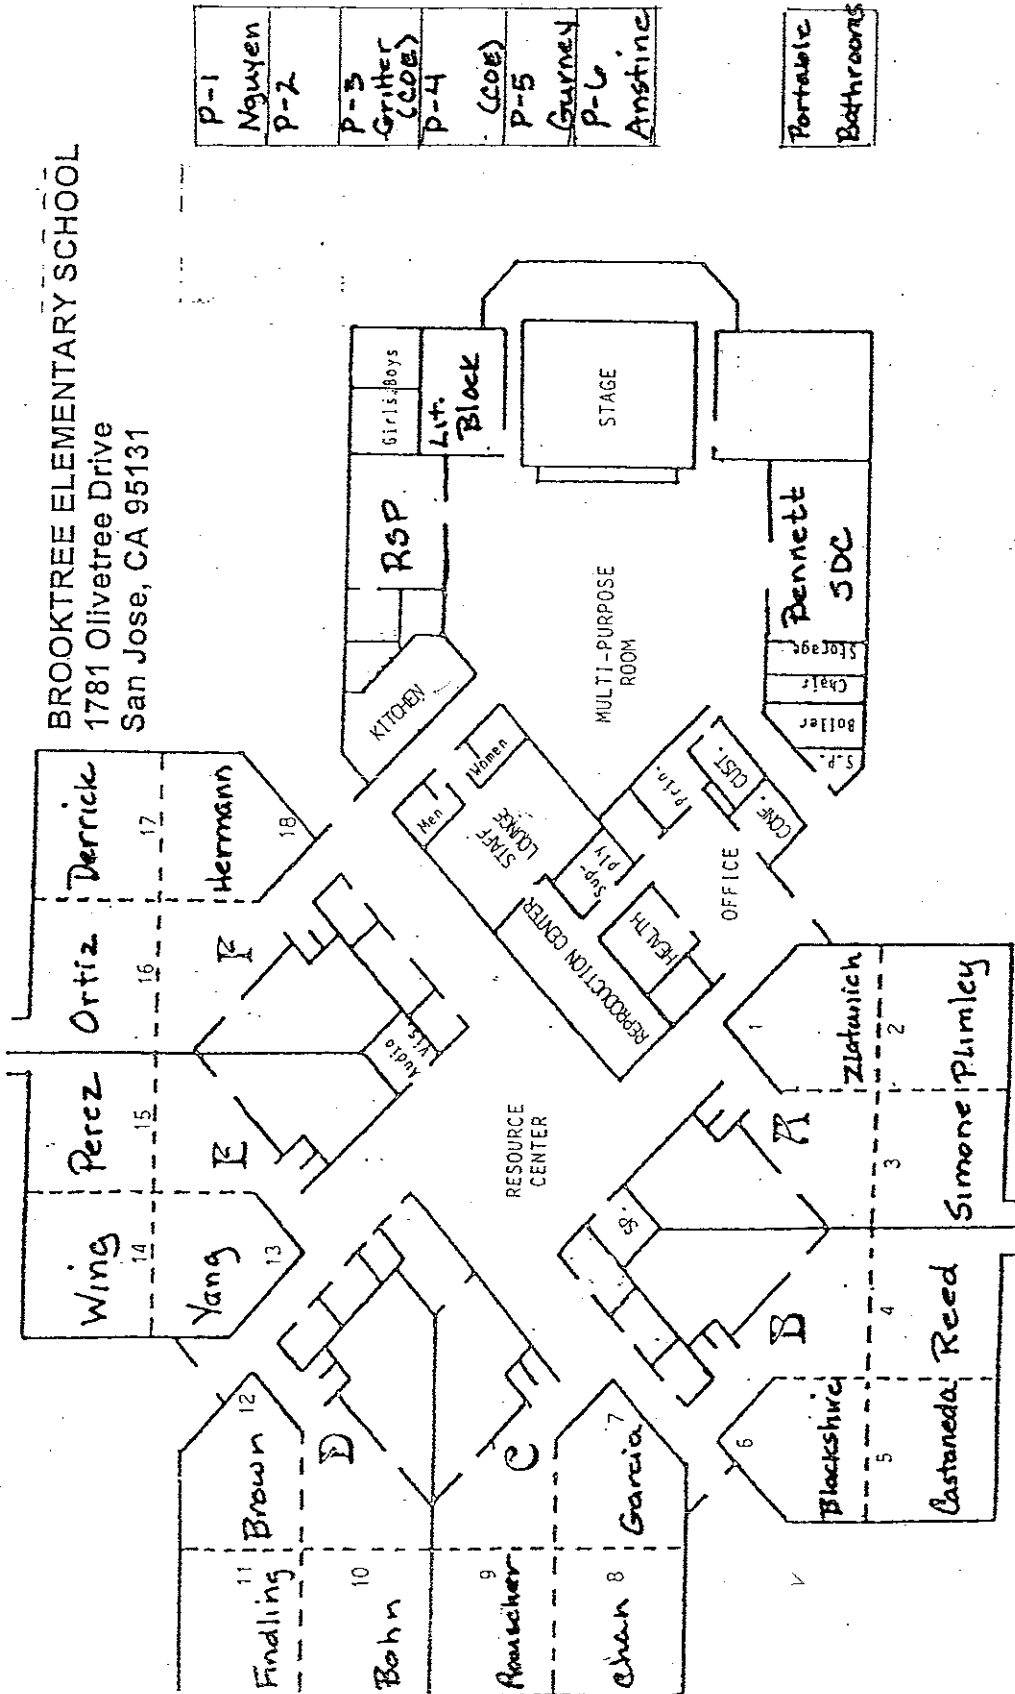 BROOKTREE ELEMENTARY SCHOOL
1781 Olivetree Drive
San Jose, CA 95131
P-1
Nguyen
P-2
P-3
Gritter
(COE)
P-4
(COE)
P-5
Gurney
P-6
Anstine
Portable
Bathrooms
Derrick
17
Hermann
18
Ortiz
16
F
Perez
15
E
Wing
14
Yang
13
Audio
Vis.
Brown
12
Findling
11
D
Bohn
10
9
C
Chan 8
Garcia 7
RESOURCE
CENTER
Girls
Boys
Lit.
Block
RSP
KITCHEN
STAGE
MULTI-PURPOSE
ROOM
Men
Women
STAFF
LOUNGE
Sup-
ply
Prin.
CUST.
CONF.
OFFICE
HEALTH
REPRODUCTION CENTER
Bennett
SDC
Storage
Chair
Boiler
S.P.
1
Zlatunich
2
Plimley
A
3
Simone
Sp.
B
4
Reed
6
Blackshire
5
Castaneda